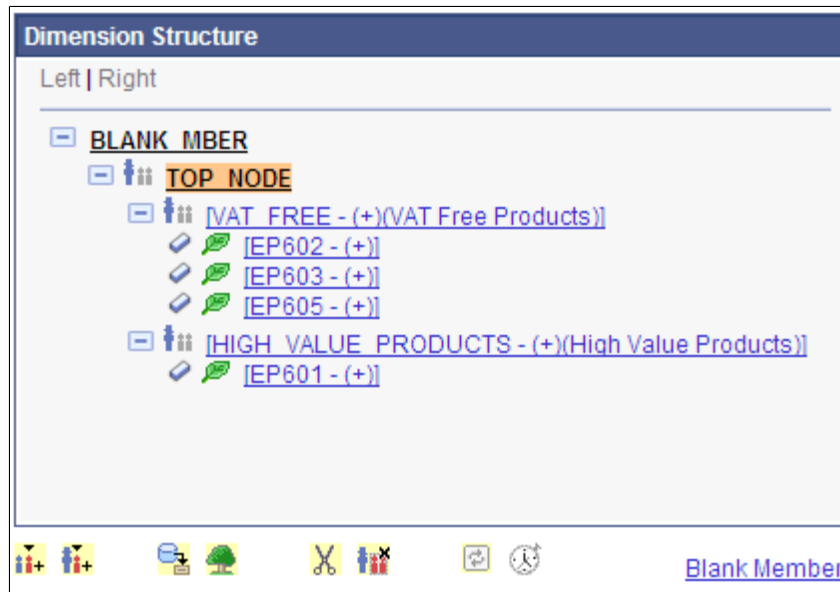 Dimension Structure
Left | Right
BLANK_MBER
TOP_NODE
[VAT_FREE - (+)(VAT Free Products)]
[EP602 - (+)]
[EP603 - (+)]
[EP605 - (+)]
[HIGH_VALUE_PRODUCTS - (+)(High Value Products)]
[EP601 - (+)]
Blank Member